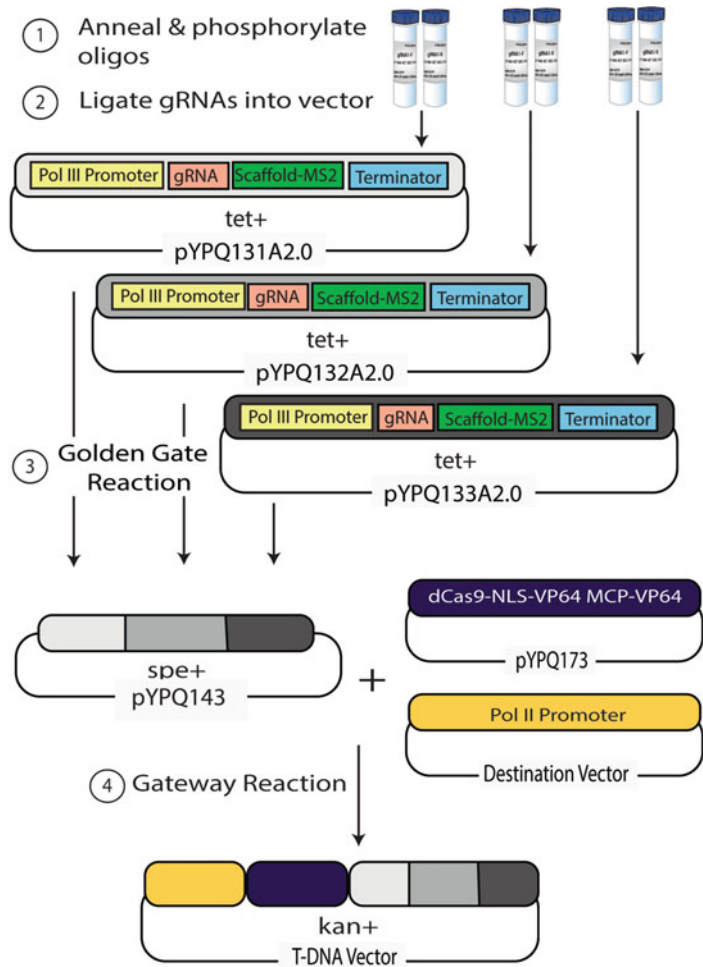 1 Anneal & phosphorylate
oligos
2 Ligate gRNAs into vector
Pol III Promoter gRNA Scaffold-MS2 Terminator
tet+
pYPQ131A2.0
Pol III Promoter gRNA Scaffold-MS2 Terminator
tet+
pYPQ132A2.0
Pol III Promoter gRNA Scaffold-MS2 Terminator
tet+
pYPQ133A2.0
3 Golden Gate
Reaction
dCas9-NLS-VP64 MCP-VP64
pYPQ173
spe+
pYPQ143
+
Pol II Promoter
Destination Vector
4 Gateway Reaction
kan+
T-DNA Vector